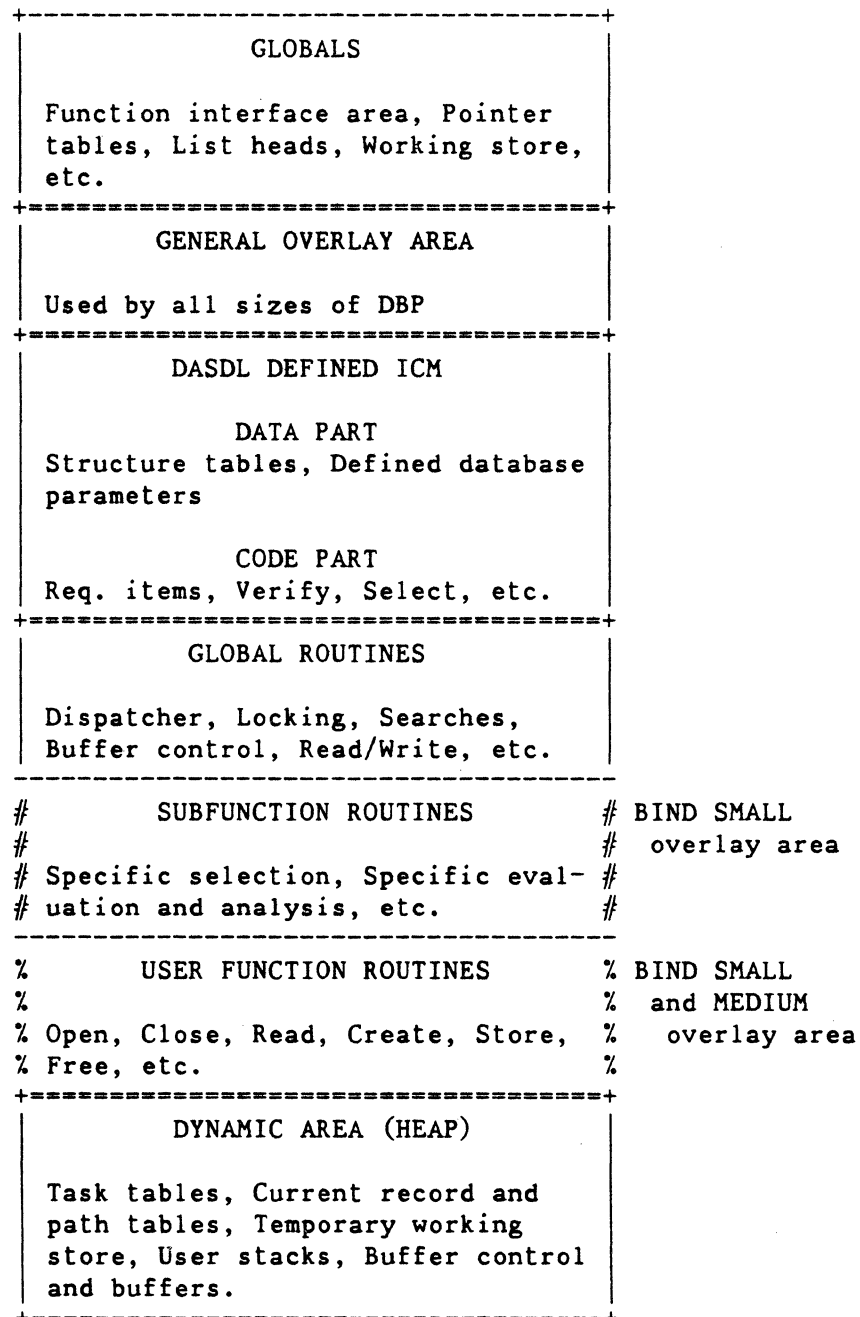 GLOBALS
Function interface area, Pointer
tables, List heads, Working store,
etc.
GENERAL OVERLAY AREA
Used by all sizes of DBP
DASDL DEFINED ICM
DATA PART
Structure tables, Defined database
parameters
CODE PART
Req. items, Verify, Select, etc.
GLOBAL ROUTINES
Dispatcher, Locking, Searches,
Buffer control, Read/Write, etc.
# SUBFUNCTION ROUTINES # BIND SMALL
# # overlay area
# Specific selection, Specific eval- #
# uation and analysis, etc. #
% USER FUNCTION ROUTINES % BIND SMALL
% % and MEDIUM
% Open, Close, Read, Create, Store, % overlay area
% Free, etc. %
DYNAMIC AREA (HEAP)
Task tables, Current record and
path tables, Temporary working
store, User stacks, Buffer control
and buffers.